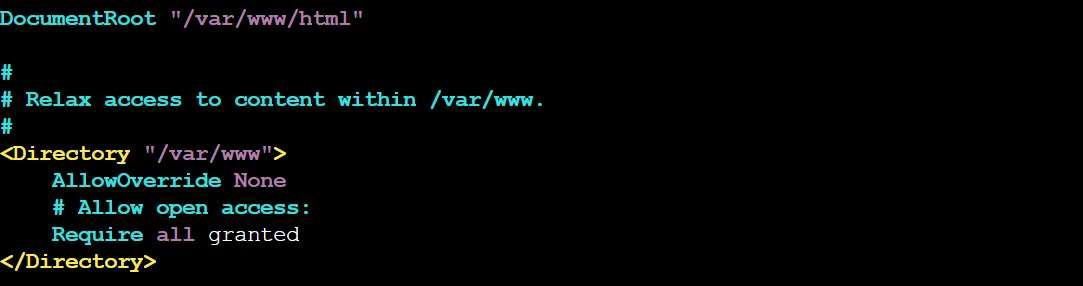 DocumentRoot "/var/www/html"
#
# Relax access to content within /var/www.
#
<Directory "/var/www">
    AllowOverride None
    # Allow open access:
    Require all granted
</Directory>